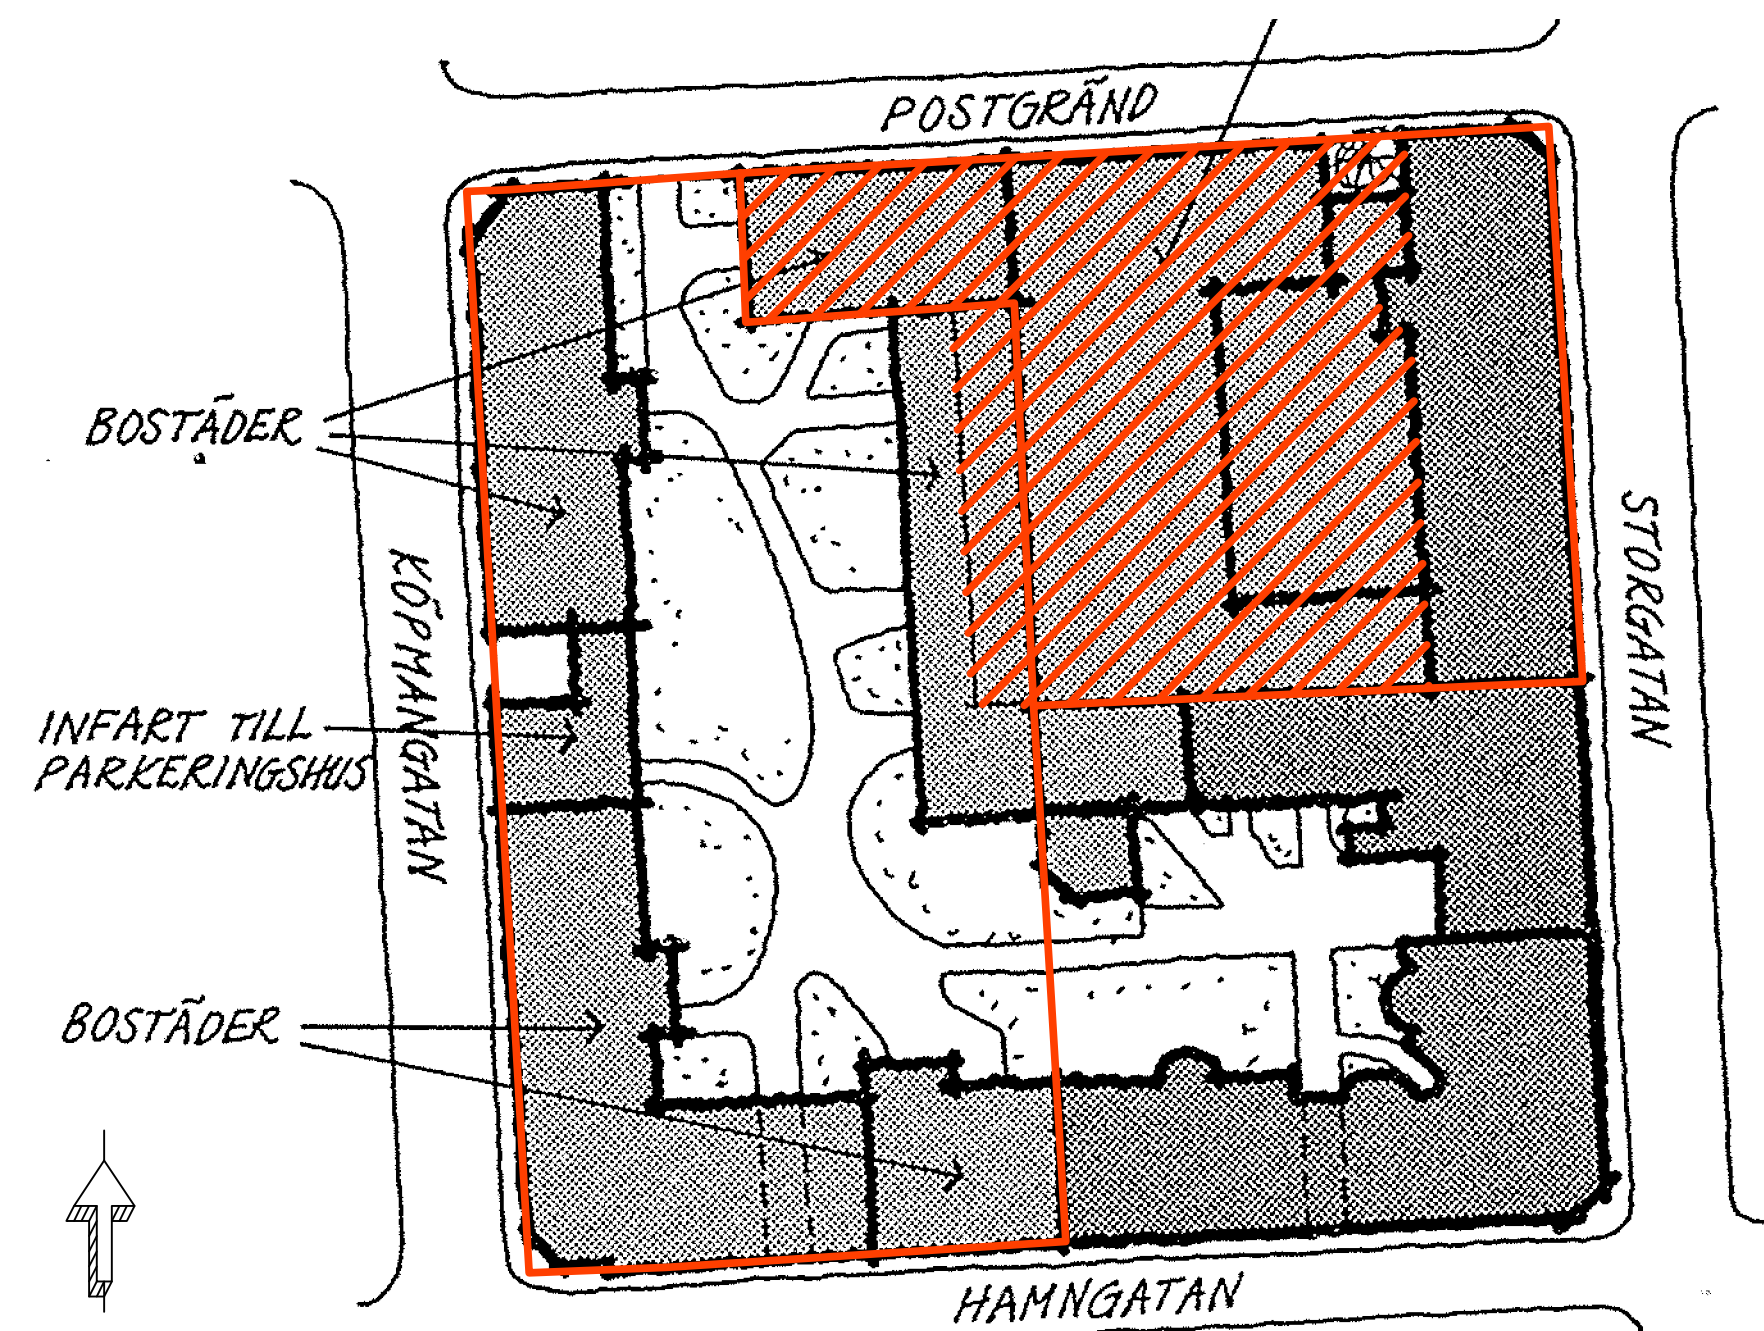 POSTGRÄND
BOSTÄDER
KÖPMANGATAN
STORGATAN
INFART TILL
PARKERINGSHUS
BOSTÄDER
HAMNGATAN